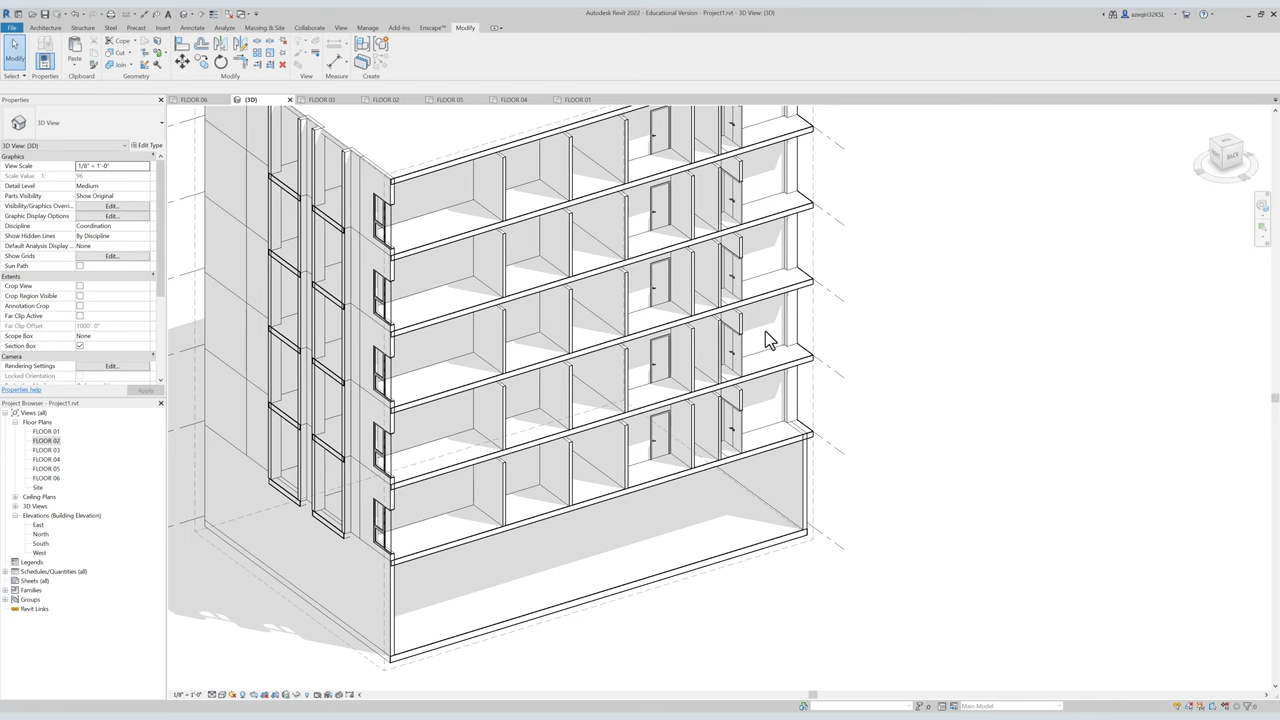 Autodesk Revit 2022 - Educational Version - Project1.rvt - 3D View: {3D}
azegin32KSL
File Architecture Structure Steel Precast Insert Annotate Analyze Massing & Site Collaborate View Manage Add-Ins Enscape™ Modify
Modify
Paste
Cope
Cut
Join
Select Properties Clipboard Geometry Modify View Measure Create
Properties
FLOOR 06 {3D} FLOOR 03 FLOOR 02 FLOOR 05 FLOOR 04 FLOOR 01
3D View
3D View: {3D} Edit Type
Graphics
View Scale 1/8" = 1'-0"
Scale Value 1: 96
Detail Level Medium
Parts Visibility Show Original
Visibility/Graphics Overri... Edit...
Graphic Display Options Edit...
Discipline Coordination
Show Hidden Lines By Discipline
Default Analysis Display ... None
Show Grids Edit...
Sun Path
Extents
Crop View
Crop Region Visible
Annotation Crop
Far Clip Active
Far Clip Offset 1000' 0"
Scope Box None
Section Box
Camera
Rendering Settings Edit...
Locked Orientation
Properties help Apply
Project Browser - Project1.rvt
Views (all)
Floor Plans
FLOOR 01
FLOOR 02
FLOOR 03
FLOOR 04
FLOOR 05
FLOOR 06
Site
Ceiling Plans
3D Views
Elevations (Building Elevation)
East
North
South
West
Legends
Schedules/Quantities (all)
Sheets (all)
Families
Groups
Revit Links
BACK
1/8" = 1'-0"
:0
Main Model
:0